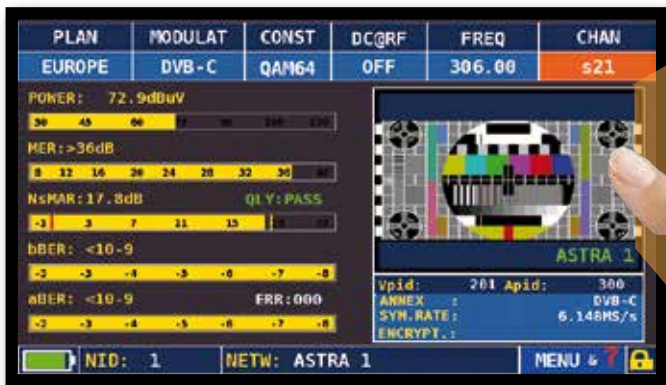 PLAN MODULAT CONST DC@RF FREQ CHAN
EUROPE DVB-C QAM64 OFF 306.00 s21
POWER: 72.9dBuV
30 45 60
MER:>36dB
8 12 16 20 24 28 32 36
NsMAR:17.8dB QLY:PASS
-3 3 7 11 15
bBER: <10-9
-2 -3 -4 -5 -6 -7 -8
aBER: <10-9 ERR:000
-2 -3 -4 -5 -6 -7 -8
ASTRA 1
Vpid: 201 Apid: 300
ANNEX : DVB-C
SYM.RATE: 6.148MS/s
ENCRYPT.:
NID: 1 NETW: ASTRA 1 MENU & 7